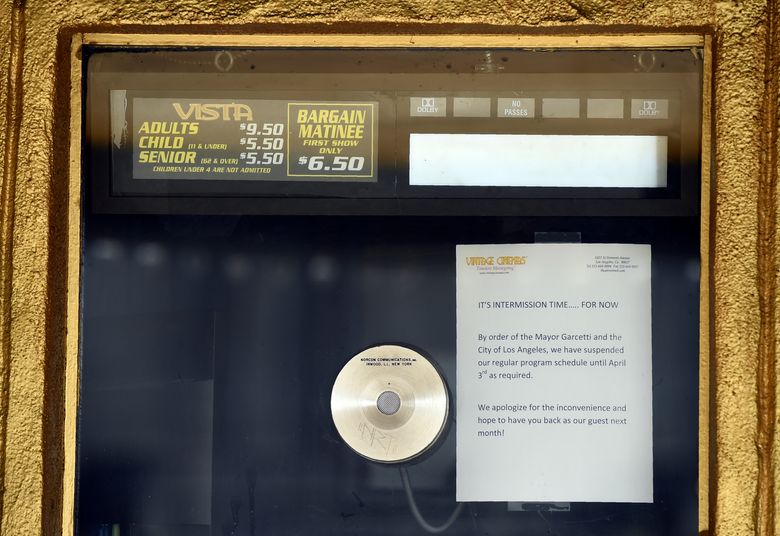 VISTA
ADULTS $9.50
CHILD (11 & UNDER) $5.50
SENIOR (62 & OVER) $5.50
CHILDREN UNDER 4 ARE NOT ADMITTED
BARGAIN
MATINEE
FIRST SHOW
ONLY
$6.50
DOLBY
NO
PASSES
DOLBY
NORCON COMMUNICATIONS, INC.
INWOOD, L.I., NEW YORK
VINTAGE CINEMAS
Los Angeles, Ca.
IT'S INTERMISSION TIME..... FOR NOW
By order of the Mayor Garcetti and the
City of Los Angeles, we have suspended
our regular program schedule until April
3rd as required.
We apologize for the inconvenience and
hope to have you back as our guest next
month!